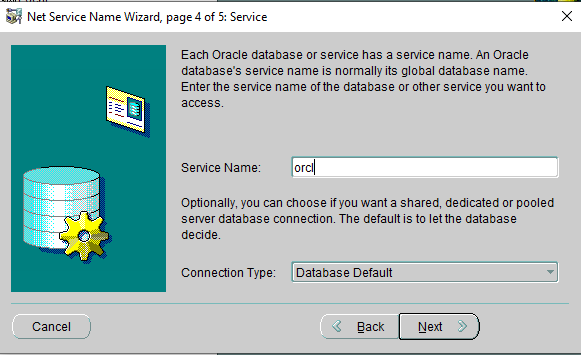 Net Service Name Wizard, page 4 of 5: Service
Each Oracle database or service has a service name. An Oracle
database's service name is normally its global database name.
Enter the service name of the database or other service you want to
access.
Service Name:
orcl
Optionally, you can choose if you want a shared, dedicated or pooled
server database connection. The default is to let the database
decide.
Connection Type:
Database Default
Cancel
Back
Next